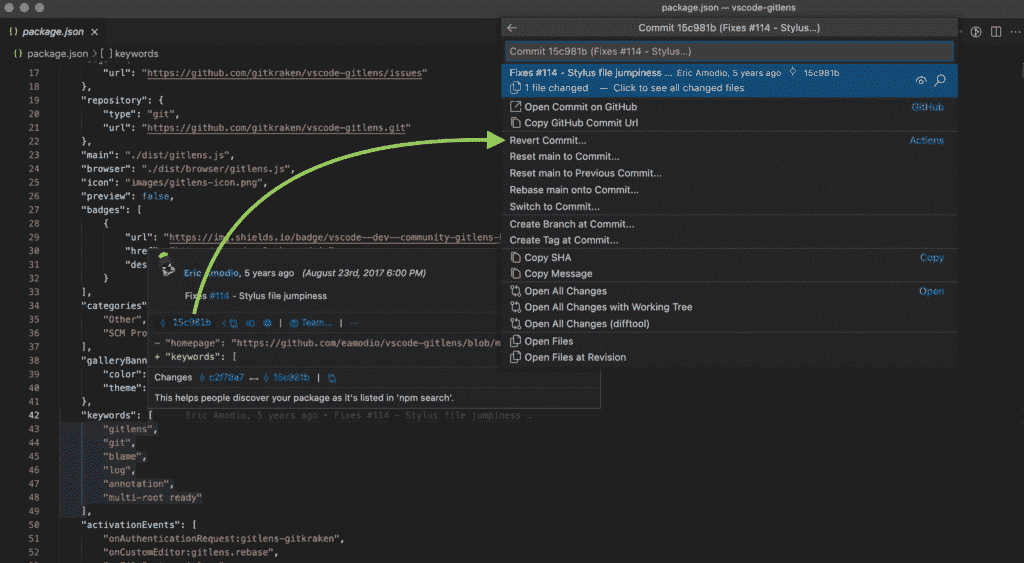 package.json — vscode-gitlens
{} package.json ×
{} package.json > [ ] keywords
17 "url": "https://github.com/gitkraken/vscode-gitlens/issues"
18 },
19 "repository": {
20 "type": "git",
21 "url": "https://github.com/gitkraken/vscode-gitlens.git"
22 },
23 "main": "./dist/gitlens.js",
24 "browser": "./dist/browser/gitlens.js",
25 "icon": "images/gitlens-icon.png",
26 "preview": false,
27 "badges": [
28 {
29 "url": "https://img.shields.io/badge/vscode--dev--community-gitlens-
30 "href":
31 "des
32 }
33 ],
34 "categories"
35 "Other",
36 "SCM Pro
37 ],
38 "galleryBann
39 "color":
40 "theme":
41 },
42 "keywords": [ Eric Amodio, 5 years ago • Fixes #114 - Stylus file jumpiness …
43 "gitlens",
44 "git",
45 "blame",
46 "log",
47 "annotation",
48 "multi-root ready"
49 ],
50 "activationEvents": [
51 "onAuthenticationRequest:gitlens-gitkraken",
52 "onCustomEditor:gitlens.rebase",
Eric Amodio, 5 years ago (August 23rd, 2017 6:00 PM)
Fixes #114 - Stylus file jumpiness
15c981b | Team... | ...
− "homepage": "https://github.com/eamodio/vscode-gitlens/blob/m
+ "keywords": [
Changes c2f79a7 ↔ 15c981b |
This helps people discover your package as it's listed in 'npm search'.
Commit 15c981b (Fixes #114 - Stylus...)
Commit 15c981b (Fixes #114 - Stylus...)
Fixes #114 - Stylus file jumpiness ... Eric Amodio, 5 years ago 15c981b
1 file changed — Click to see all changed files
Open Commit on GitHub GitHub
Copy GitHub Commit Url
Revert Commit... Actions
Reset main to Commit...
Reset main to Previous Commit...
Rebase main onto Commit...
Switch to Commit...
Create Branch at Commit...
Create Tag at Commit...
Copy SHA Copy
Copy Message
Open All Changes Open
Open All Changes with Working Tree
Open All Changes (difftool)
Open Files
Open Files at Revision